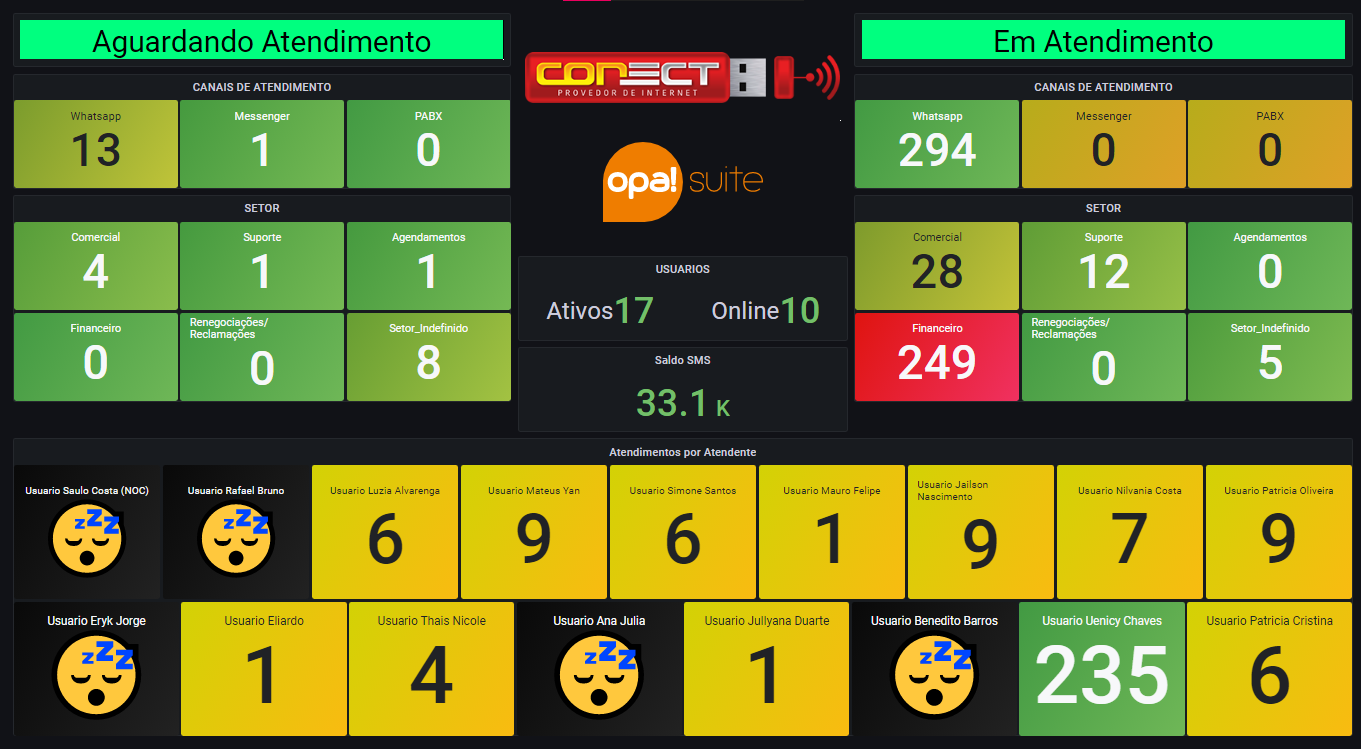 Aguardando Atendimento
CANAIS DE ATENDIMENTO
Whatsapp
13
Messenger
1
PABX
0
SETOR
Comercial
4
Suporte
1
Agendamentos
1
Financeiro
0
Renegociações/
Reclamações
0
Setor_Indefinido
8
CONECT
PROVEDOR DE INTERNET
opa! suite
USUARIOS
Ativos 17
Online 10
Saldo SMS
33.1 K
Em Atendimento
CANAIS DE ATENDIMENTO
Whatsapp
294
Messenger
0
PABX
0
SETOR
Comercial
28
Suporte
12
Agendamentos
0
Financeiro
249
Renegociações/
Reclamações
0
Setor_Indefinido
5
Atendimentos por Atendente
Usuario Saulo Costa (NOC)
zzz
Usuario Rafael Bruno
zzz
Usuario Luzia Alvarenga
6
Usuario Mateus Yan
9
Usuario Simone Santos
6
Usuario Mauro Felipe
1
Usuario Jailson
Nascimento
9
Usuario Nilvania Costa
7
Usuario Patricia Oliveira
9
Usuario Eryk Jorge
zzz
Usuario Eliardo
1
Usuario Thais Nicole
4
Usuario Ana Julia
zzz
Usuario Jullyana Duarte
1
Usuario Benedito Barros
zzz
Usuario Uenicy Chaves
235
Usuario Patricia Cristina
6